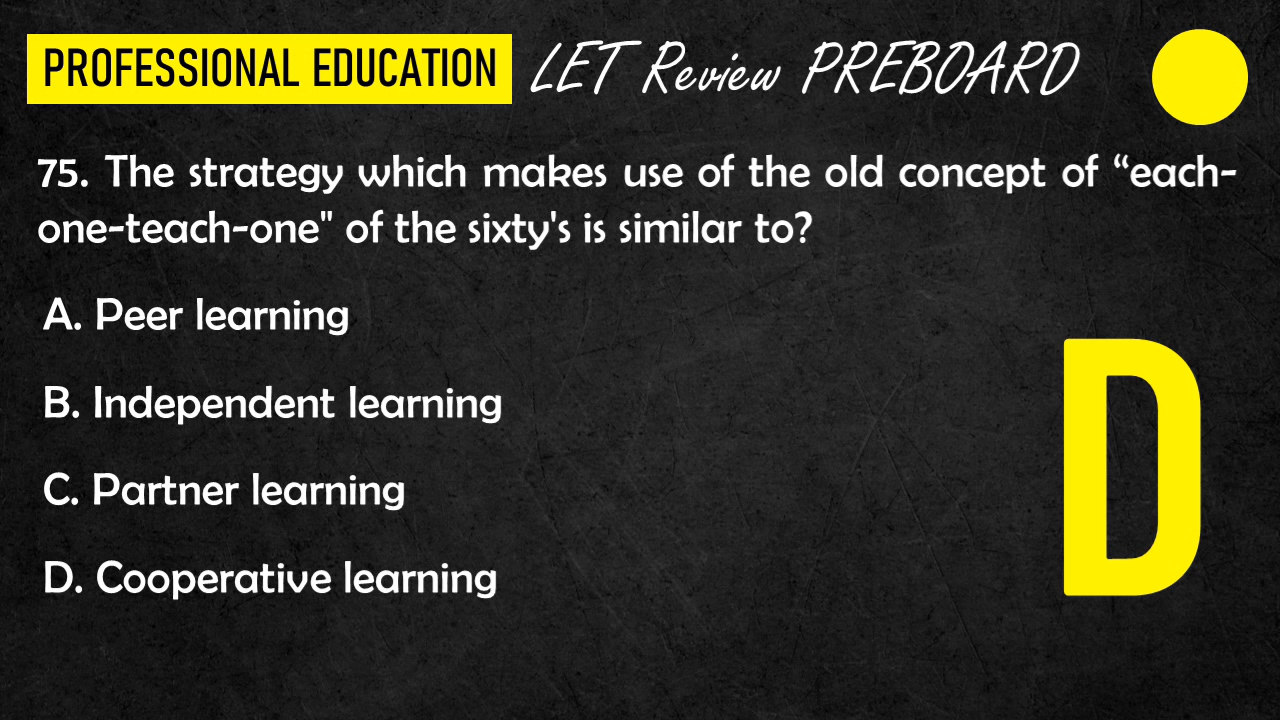 PROFESSIONAL EDUCATION LET Review PREBOARD
75. The strategy which makes use of the old concept of “each-
one-teach-one" of the sixty's is similar to?
A. Peer learning
B. Independent learning
C. Partner learning
D. Cooperative learning
D